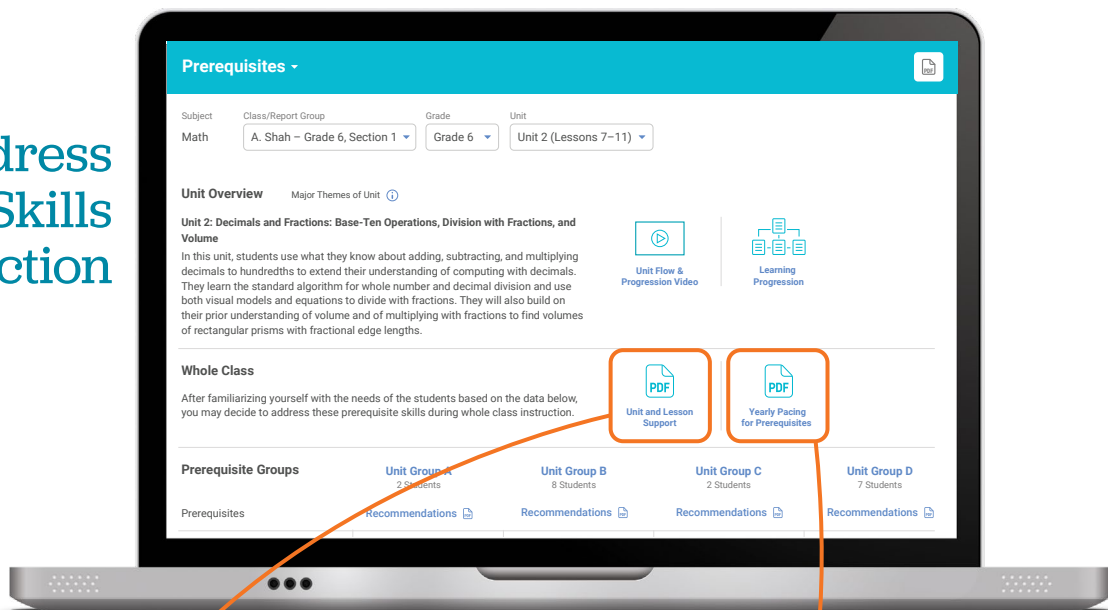 Skills
Prerequisites
PDF
Subject
Class/Report Group
Grade
Unit
Math
A. Shah – Grade 6, Section 1
Grade 6
Unit 2 (Lessons 7–11)
Unit Overview
Major Themes of Unit
Unit 2: Decimals and Fractions: Base-Ten Operations, Division with Fractions, and
Volume
In this unit, students use what they know about adding, subtracting, and multiplying
decimals to hundredths to extend their understanding of computing with decimals.
They learn the standard algorithm for whole number and decimal division and use
both visual models and equations to divide with fractions. They will also build on
their prior understanding of volume and of multiplying with fractions to find volumes
of rectangular prisms with fractional edge lengths.
Unit Flow &
Progression Video
Learning
Progression
Whole Class
After familiarizing yourself with the needs of the students based on the data below,
you may decide to address these prerequisite skills during whole class instruction.
PDF
Unit and Lesson
Support
PDF
Yearly Pacing
for Prerequisites
Prerequisite Groups
Unit Group A
2 Students
Unit Group B
8 Students
Unit Group C
2 Students
Unit Group D
7 Students
Prerequisites
Recommendations PDF
Recommendations PDF
Recommendations PDF
Recommendations PDF